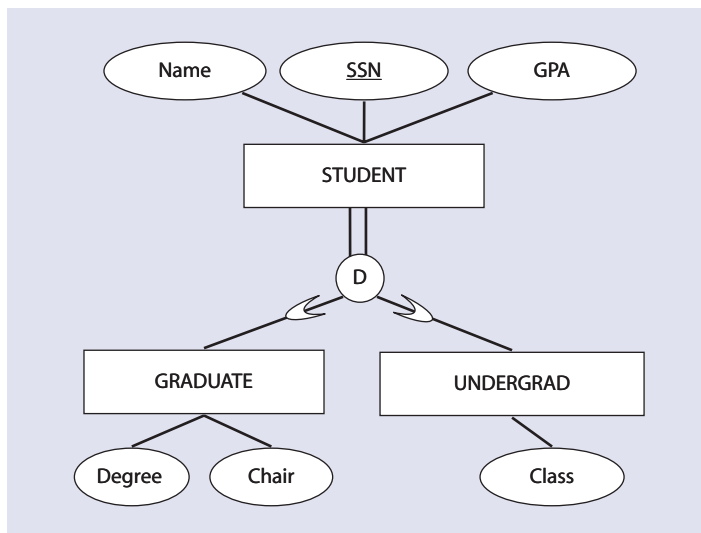 Name
SSN
GPA
STUDENT
D
GRADUATE
UNDERGRAD
Degree
Chair
Class